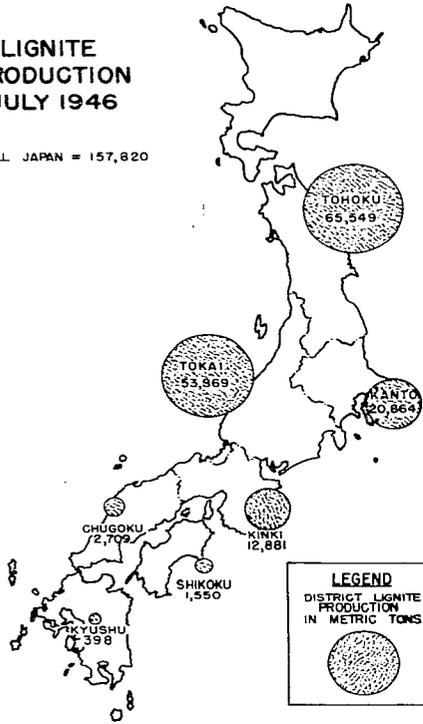 LIGNITE
RODUCTION
JULY 1946
LL JAPAN = 157,820
TOHOKU
65,549
TOKAI
53,869
KANTO
20,864
CHUGOKU
2,709
KINKI
12,881
SHIKOKU
1,550
KYUSHU
398
LEGEND
DISTRICT LIGNITE
PRODUCTION
IN METRIC TONS